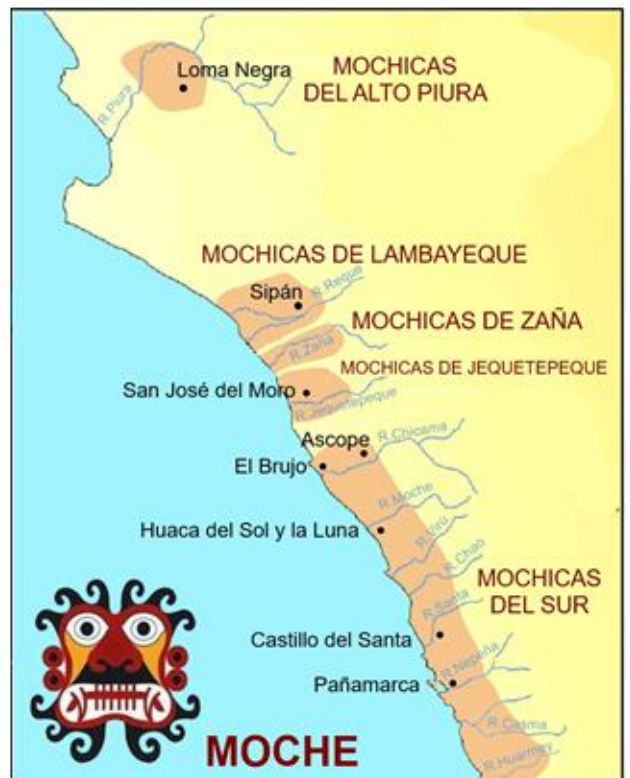 Loma Negra
MOCHICAS
DEL ALTO PIURA
R. Piura
MOCHICAS DE LAMBAYEQUE
Sipán
R. Reque
MOCHICAS DE ZAÑA
R. Zaña
MOCHICAS DE JEQUETEPEQUE
San José del Moro
R. Jequetepeque
Ascope
R. Chicama
El Brujo
R. Moche
Huaca del Sol y la Luna
R. Virú
R. Chao
MOCHICAS
DEL SUR
R. Santa
Castillo del Santa
R. Nepeña
Pañamarca
R. Casma
MOCHE
R. Huarmey